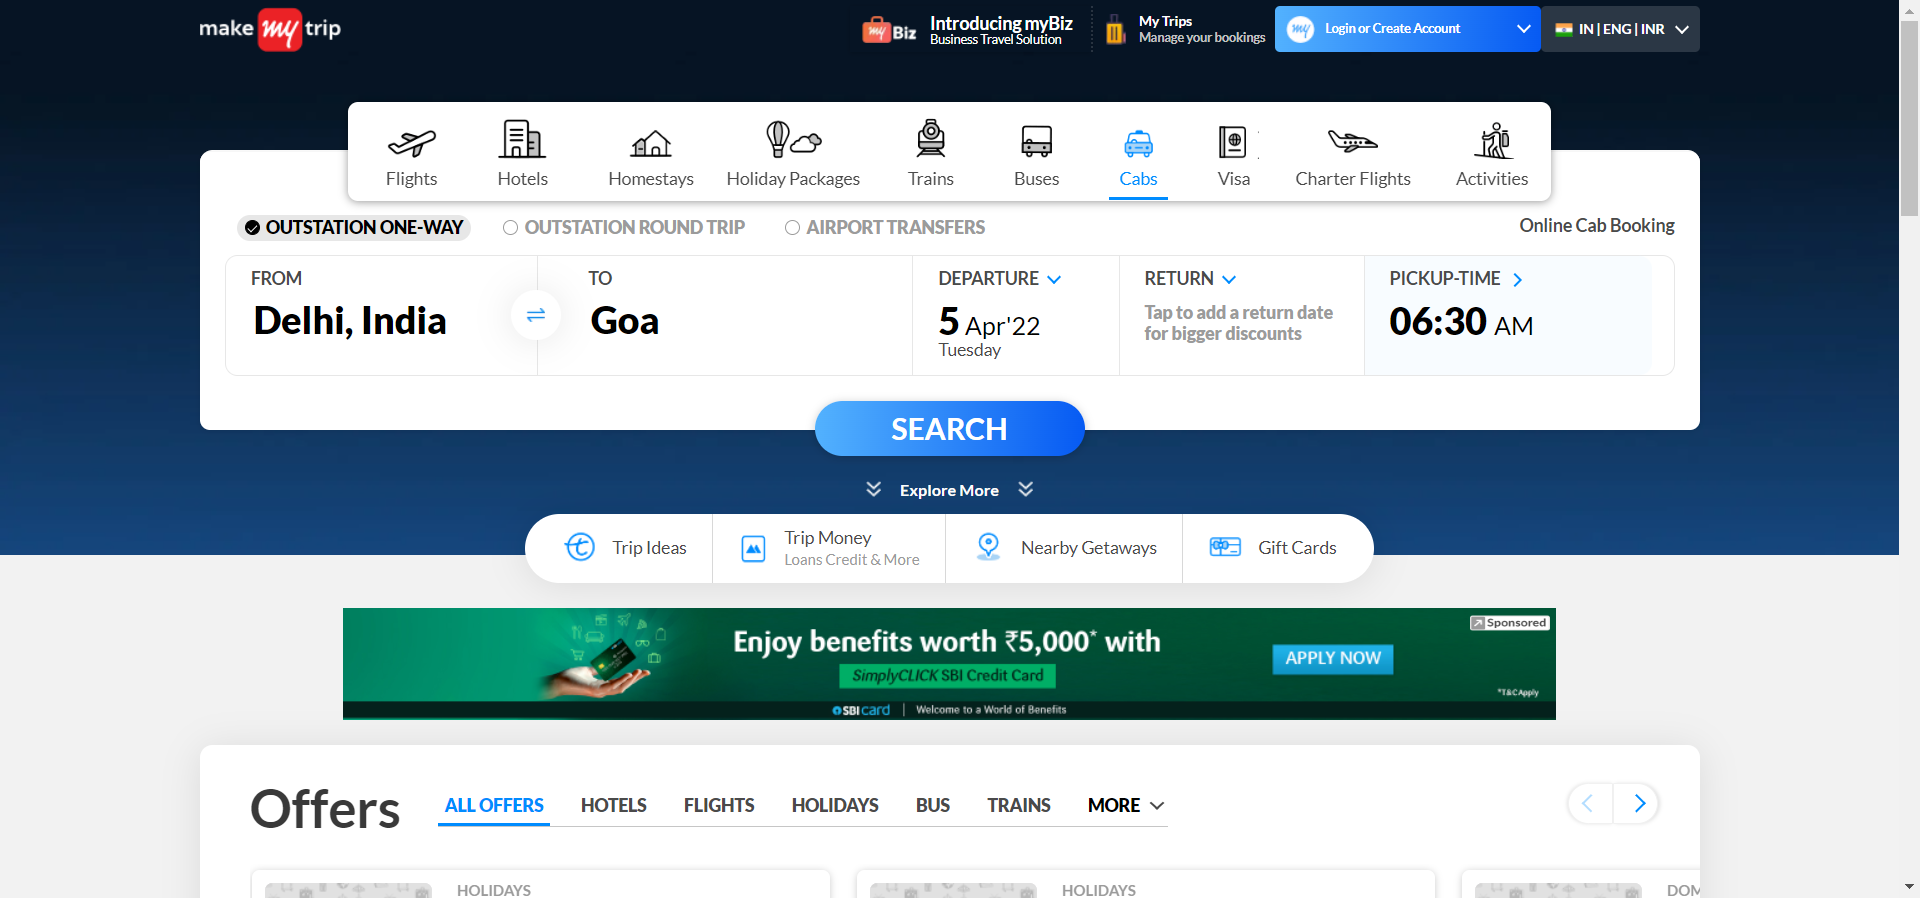 make my trip
my Biz
Introducing myBiz
Business Travel Solution
My Trips
Manage your bookings
my
Login or Create Account
IN | ENG | INR
Flights
Hotels
Homestays
Holiday Packages
Trains
Buses
Cabs
Visa
Charter Flights
Activities
OUTSTATION ONE-WAY
OUTSTATION ROUND TRIP
AIRPORT TRANSFERS
Online Cab Booking
FROM
Delhi, India
TO
Goa
DEPARTURE
5 Apr'22
Tuesday
RETURN
Tap to add a return date
for bigger discounts
PICKUP-TIME
06:30 AM
SEARCH
Explore More
Trip Ideas
Trip Money
Loans Credit & More
Nearby Getaways
Gift Cards
Sponsored
Enjoy benefits worth ₹5,000* with
SimplyCLICK SBI Credit Card
APPLY NOW
*T&C Apply
SBI card | Welcome to a World of Benefits
Offers
ALL OFFERS
HOTELS
FLIGHTS
HOLIDAYS
BUS
TRAINS
MORE
HOLIDAYS
HOLIDAYS
DOM